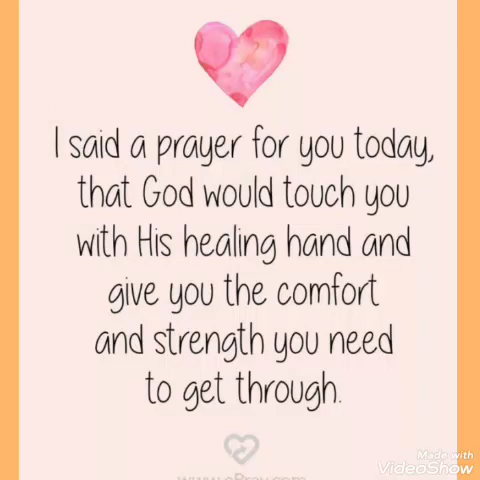 I said a prayer for you today,
that God would touch you
with His healing hand and
give you the comfort
and strength you need
to get through.
Made with
VideoShow